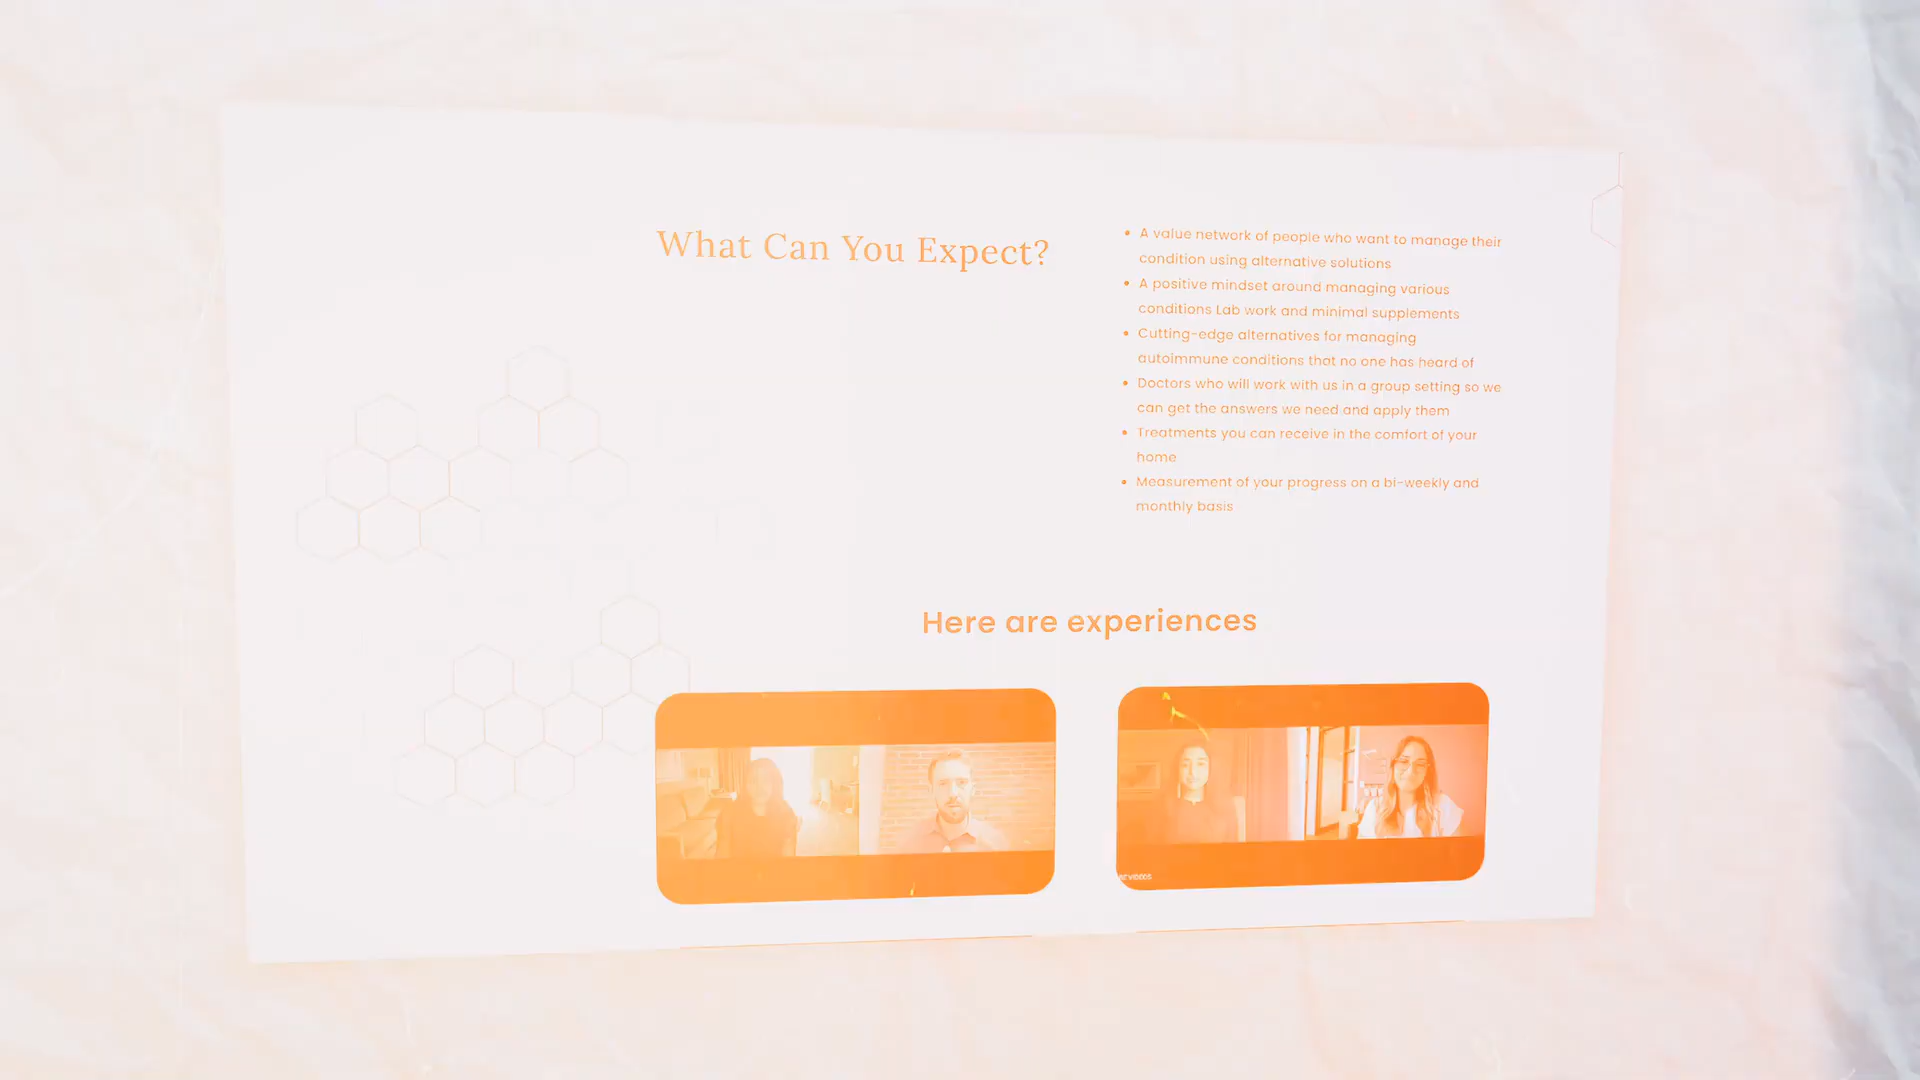 What Can You Expect?
A value network of people who want to manage their
condition using alternative solutions
A positive mindset around managing various
conditions Lab work and minimal supplements
Cutting-edge alternatives for managing
autoimmune conditions that no one has heard of
Doctors who will work with us in a group setting so we
can get the answers we need and apply them
Treatments you can receive in the comfort of your
home
Measurement of your progress on a bi-weekly and
monthly basis
Here are experiences